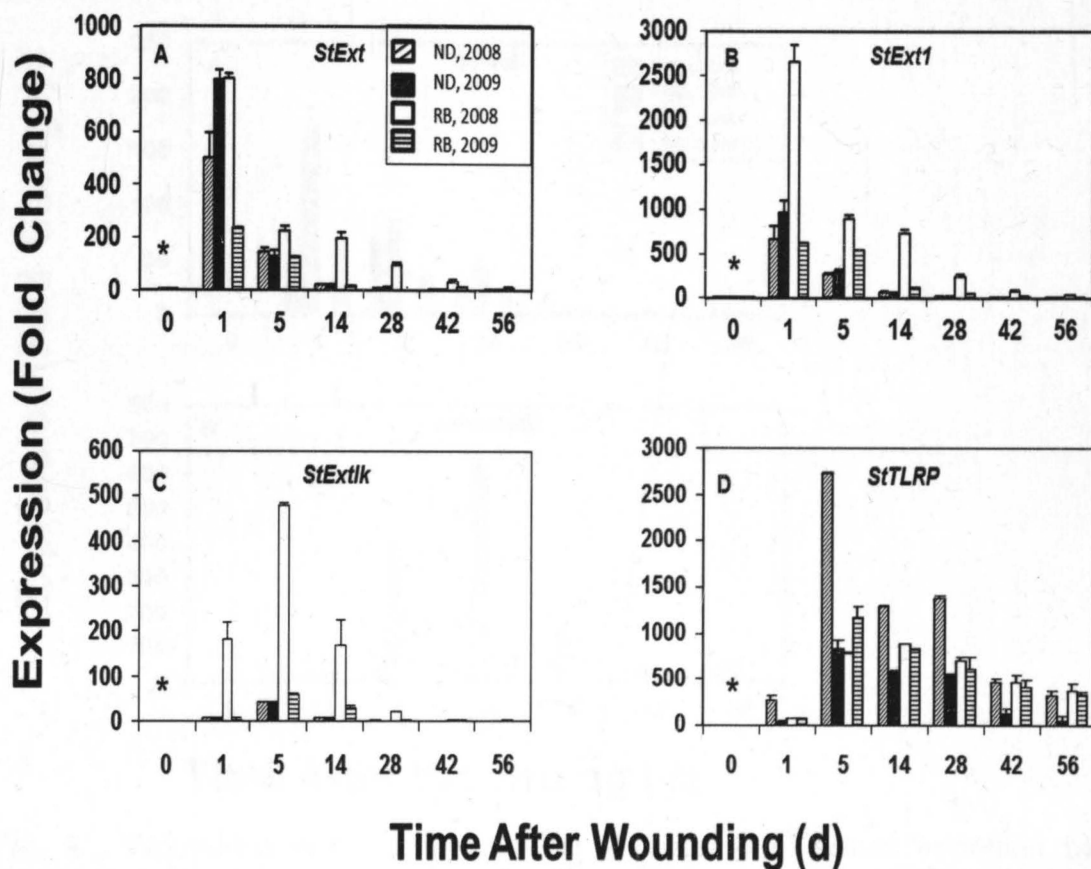 Expression (Fold Change)
A
StExt
1000
800
600
400
200
0
*
ND, 2008
ND, 2009
RB, 2008
RB, 2009
0 1 5 14 28 42 56
B
StExt1
3000
2500
2000
1500
1000
500
0
*
0 1 5 14 28 42 56
C
StExtlk
600
500
400
300
200
100
0
*
0 1 5 14 28 42 56
D
StTLRP
3000
2500
2000
1500
1000
500
0
*
0 1 5 14 28 42 56
Time After Wounding (d)